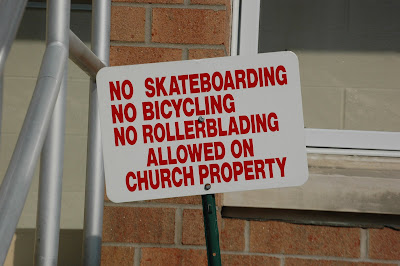 NO SKATEBOARDING
NO BICYCLING
NO ROLLERBLADING
ALLOWED ON
CHURCH PROPERTY